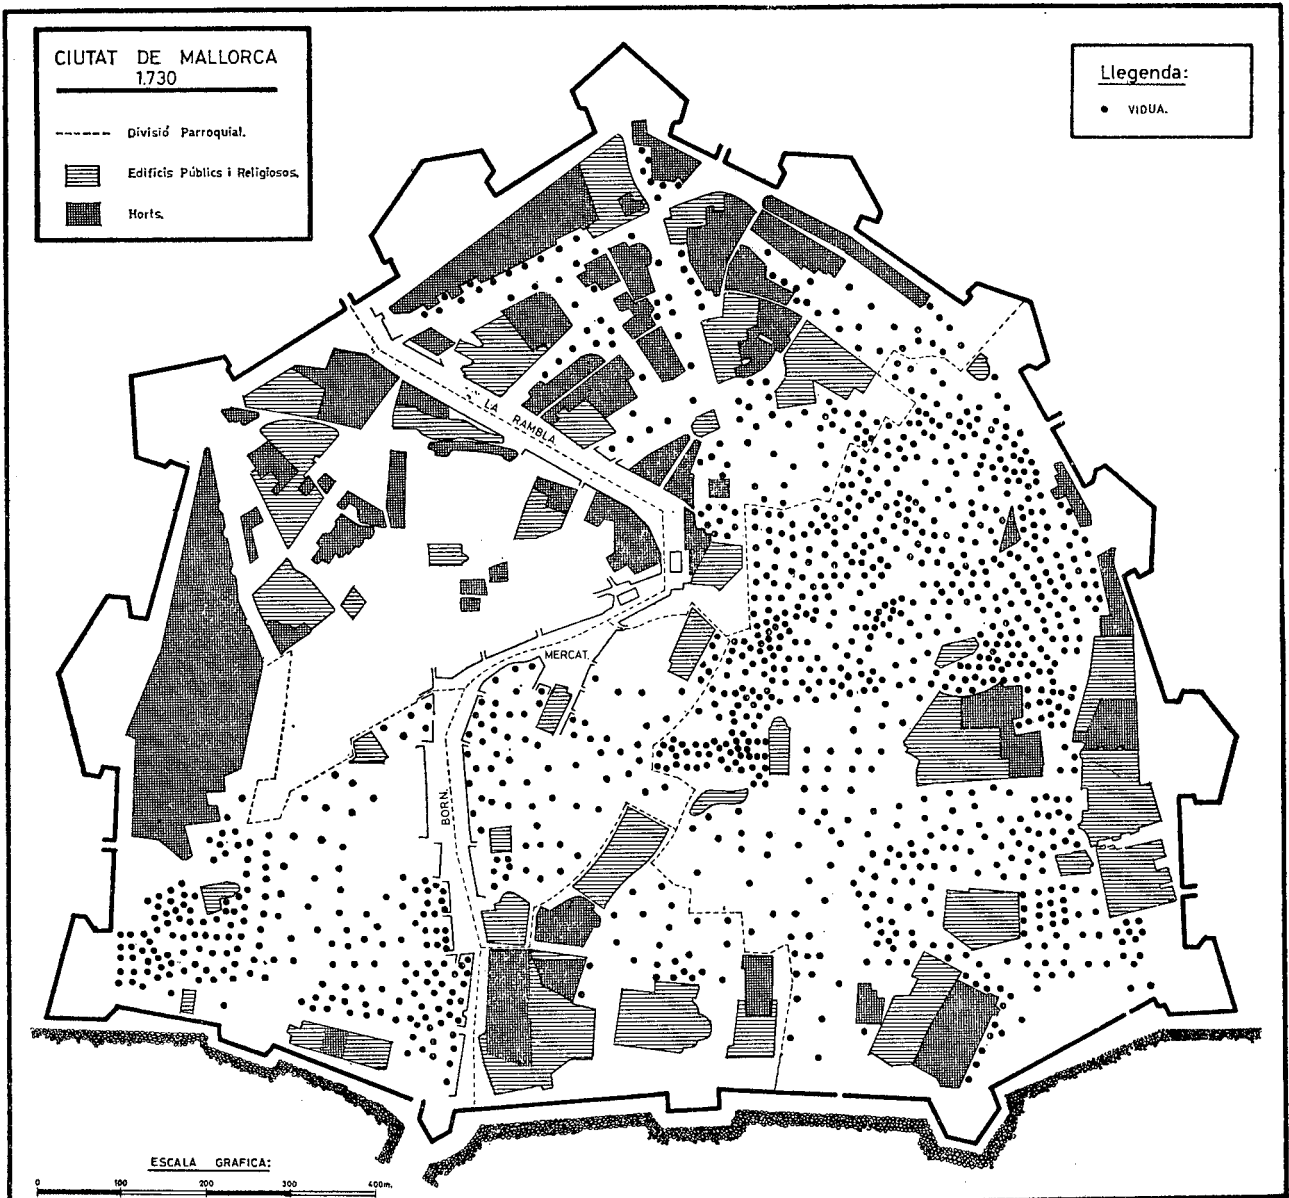 CIUTAT DE MALLORCA
1.730
Divisió Parroquial.
Edificis Públics i Religiosos.
Horts.
Llegenda:
VIDUA.
LA RAMBLA.
MERCAT.
BORN.
ESCALA GRAFICA:
0 100 200 300 400m.